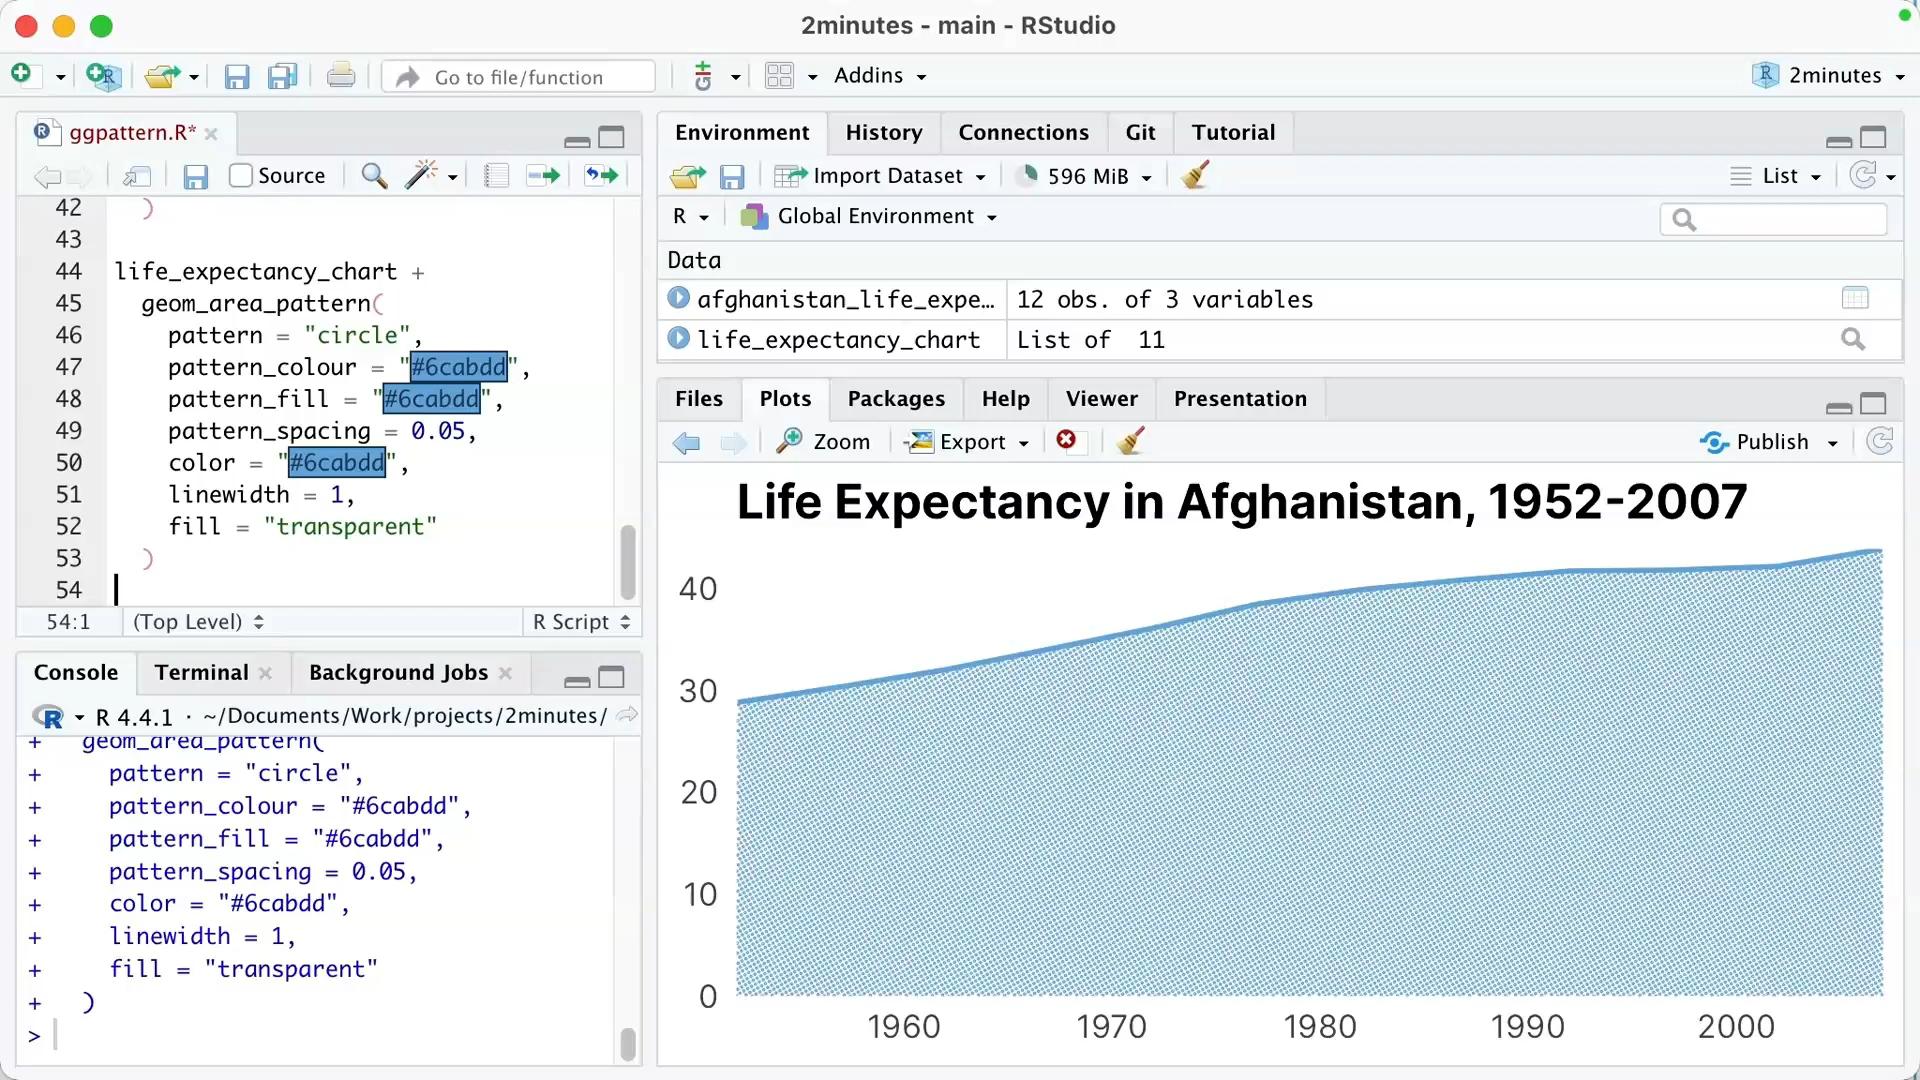 2minutes - main - RStudio
Go to file/function
Addins
2minutes
ggpattern.R*
Source
42 )
43
44 life_expectancy_chart +
45 geom_area_pattern(
46 pattern = "circle",
47 pattern_colour = "#6cabdd",
48 pattern_fill = "#6cabdd",
49 pattern_spacing = 0.05,
50 color = "#6cabdd",
51 linewidth = 1,
52 fill = "transparent"
53 )
54
54:1 (Top Level) R Script
Console Terminal Background Jobs
R 4.4.1 · ~/Documents/Work/projects/2minutes/
+ geom_area_pattern(
+ pattern = "circle",
+ pattern_colour = "#6cabdd",
+ pattern_fill = "#6cabdd",
+ pattern_spacing = 0.05,
+ color = "#6cabdd",
+ linewidth = 1,
+ fill = "transparent"
+ )
>
Environment History Connections Git Tutorial
Import Dataset 596 MiB List
R Global Environment
Data
afghanistan_life_expe… 12 obs. of 3 variables
life_expectancy_chart List of 11
Files Plots Packages Help Viewer Presentation
Zoom Export Publish
Life Expectancy in Afghanistan, 1952-2007
40
30
20
10
0
1960 1970 1980 1990 2000